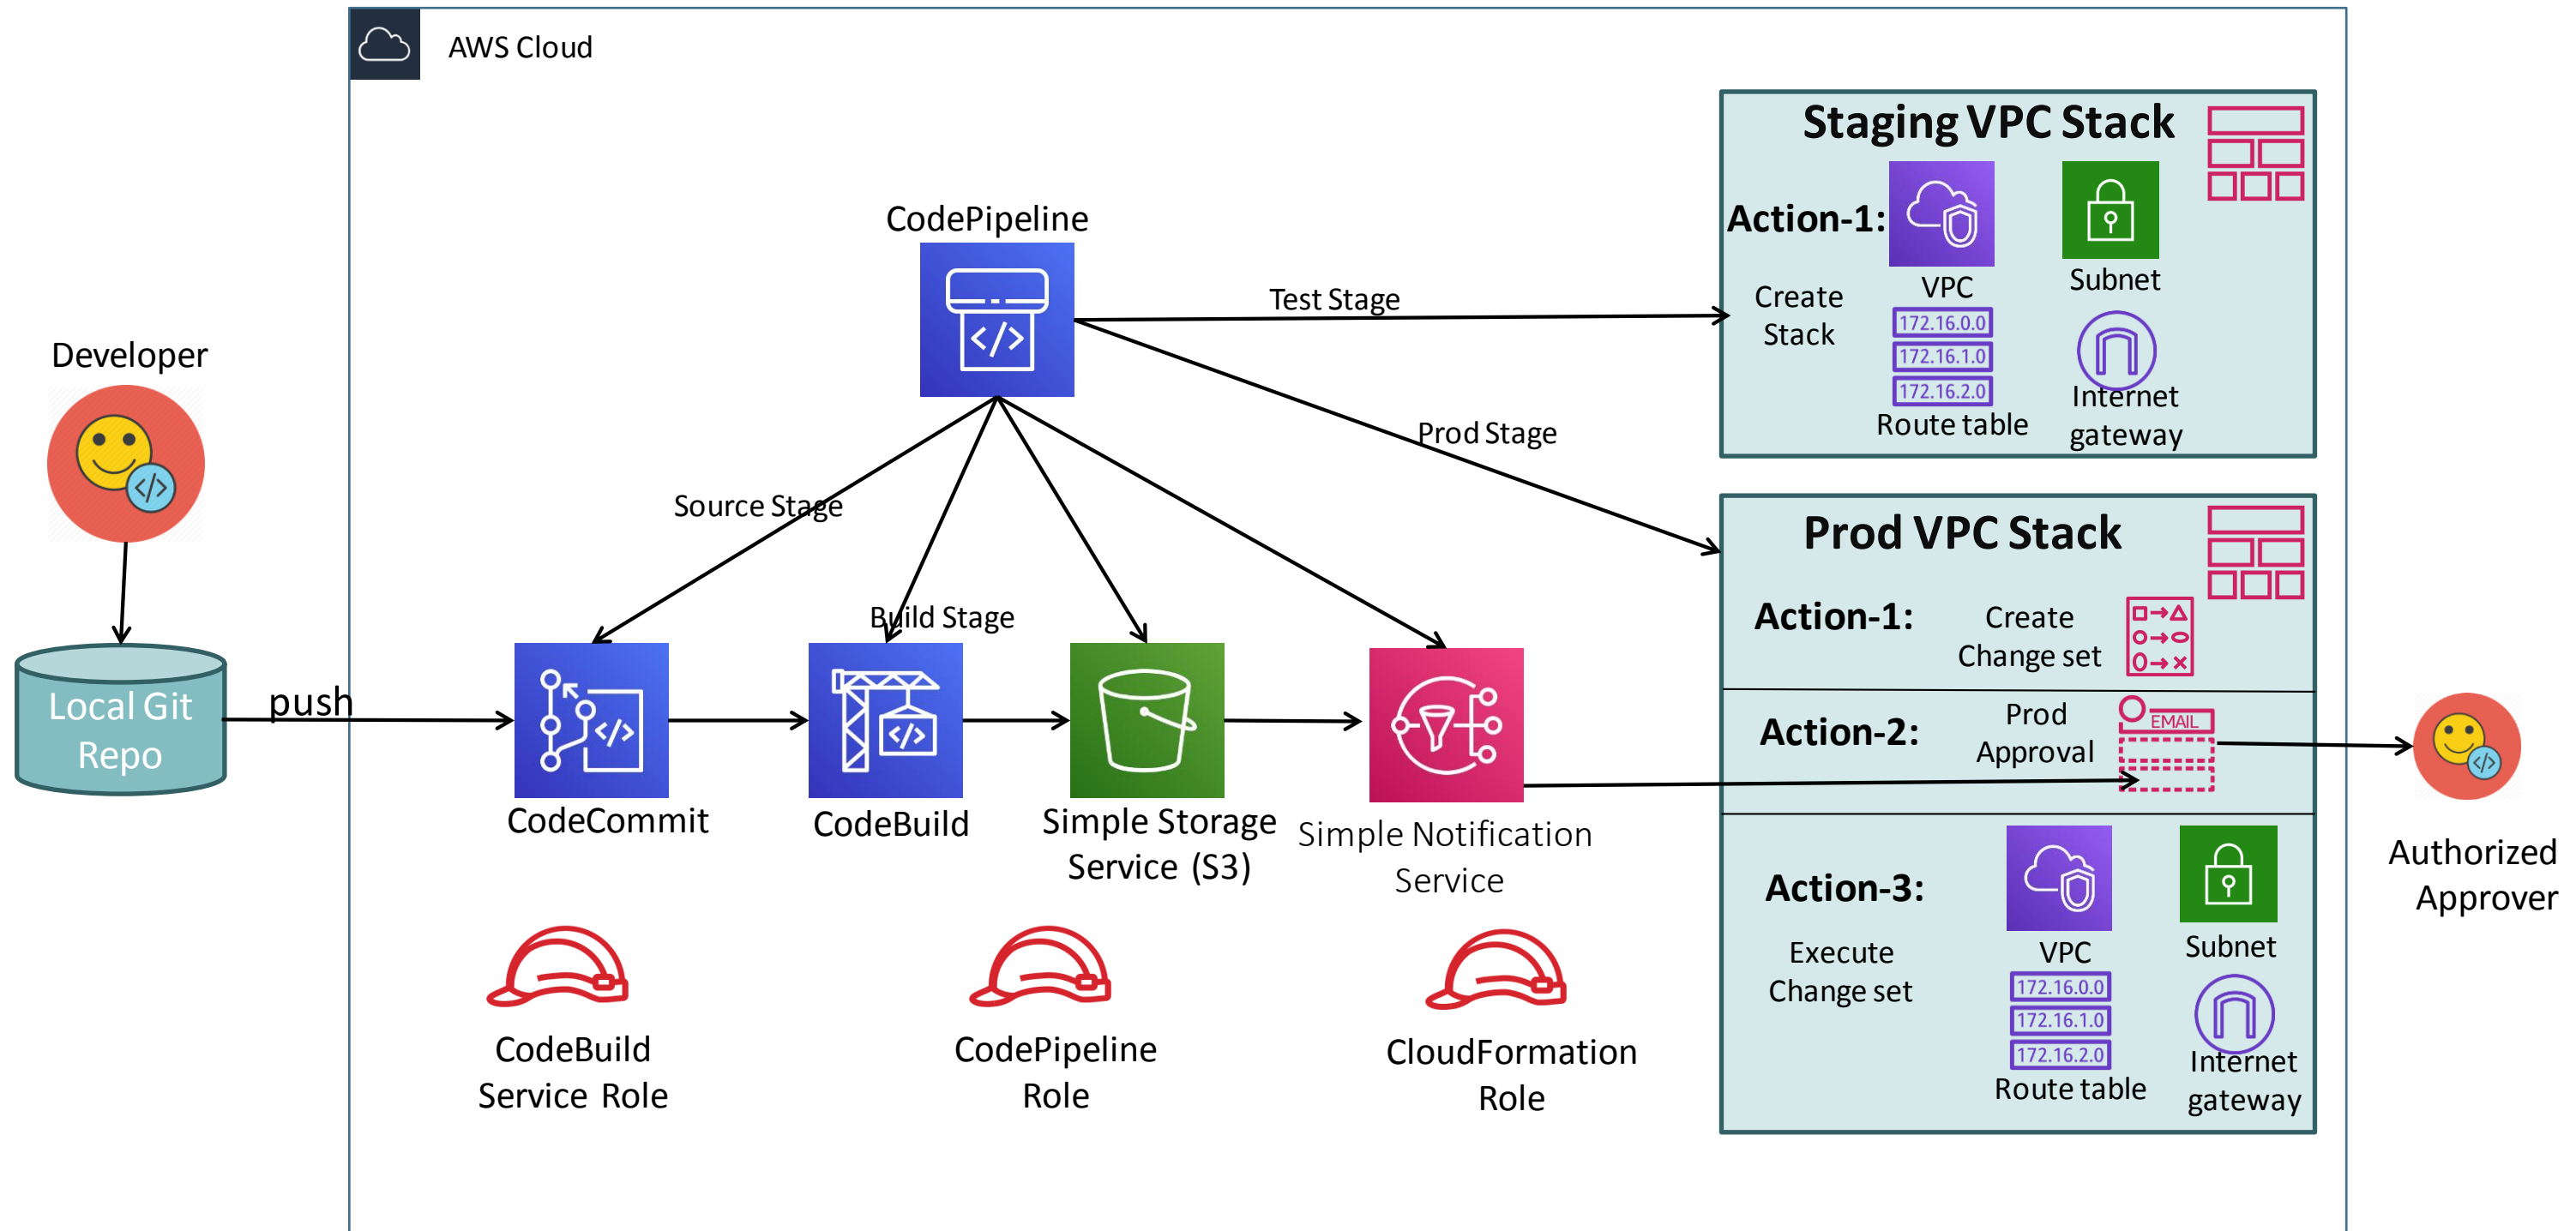 AWS Cloud
Staging VPC Stack
Action-1:
VPC
Subnet
Create
Stack
172.16.0.0
172.16.1.0
172.16.2.0
Route table
Internet
gateway
CodePipeline
Test Stage
Prod Stage
Source Stage
Build Stage
Developer
Local Git
Repo
push
CodeCommit
CodeBuild
Simple Storage
Service (S3)
Simple Notification
Service
CodeBuild
Service Role
CodePipeline
Role
CloudFormation
Role
Prod VPC Stack
Action-1:
Create
Change set
Action-2:
Prod
Approval
EMAIL
Action-3:
Execute
Change set
VPC
Subnet
172.16.0.0
172.16.1.0
172.16.2.0
Route table
Internet
gateway
Authorized
Approver